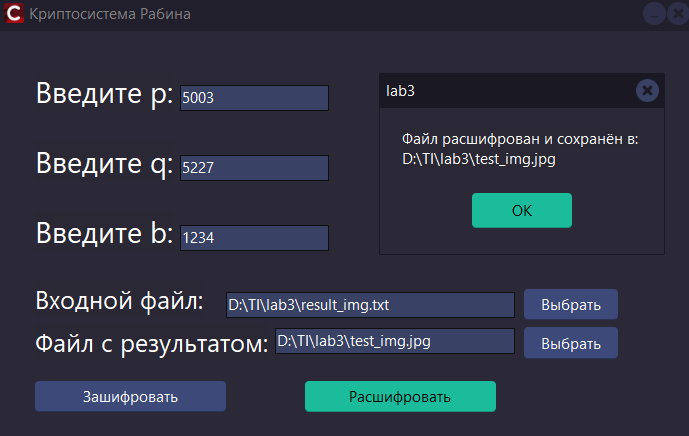 Криптосистема Рабина
Введите p: 5003
lab3
Файл расшифрован и сохранён в:
D:\TI\lab3\test_img.jpg
OK
Введите q: 5227
Введите b: 1234
Входной файл: D:\TI\lab3\result_img.txt Выбрать
Файл с результатом: D:\TI\lab3\test_img.jpg Выбрать
Зашифровать Расшифровать